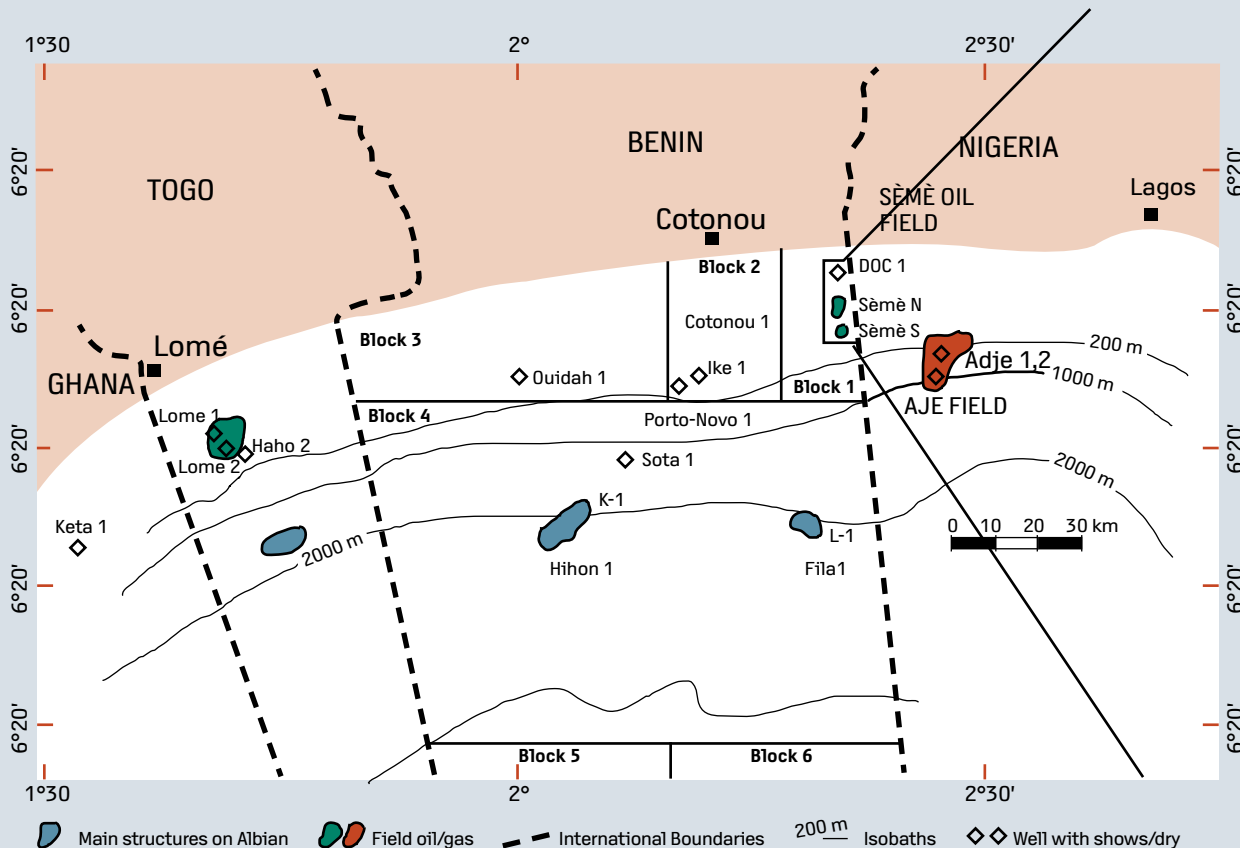 1°30
2°
2°30'
BENIN
NIGERIA
6°20'
6°20'
TOGO
Lagos
SÈMÈ OIL
FIELD
Cotonou
Block 2
DOC 1
6°20'
6°20'
Sèmè N
Cotonou 1
Sèmè S
Block 3
Lomé
200 m
Adje 1,2
GHANA
Ike 1
Ouidah 1
1000 m
Block 1
AJE FIELD
Block 4
Lome 1
Porto-Novo 1
Haho 2
6°20'
6°20'
Lome 2
Sota 1
2000 m
K-1
Keta 1
0 10 20 30 km
L-1
2000 m
Hihon 1
Fila1
6°20'
6°20'
6°20'
6°20'
Block 5
Block 6
1°30
2°
2°30'
Main structures on Albian
Field oil/gas
International Boundaries
200 m
Isobaths
Well with shows/dry